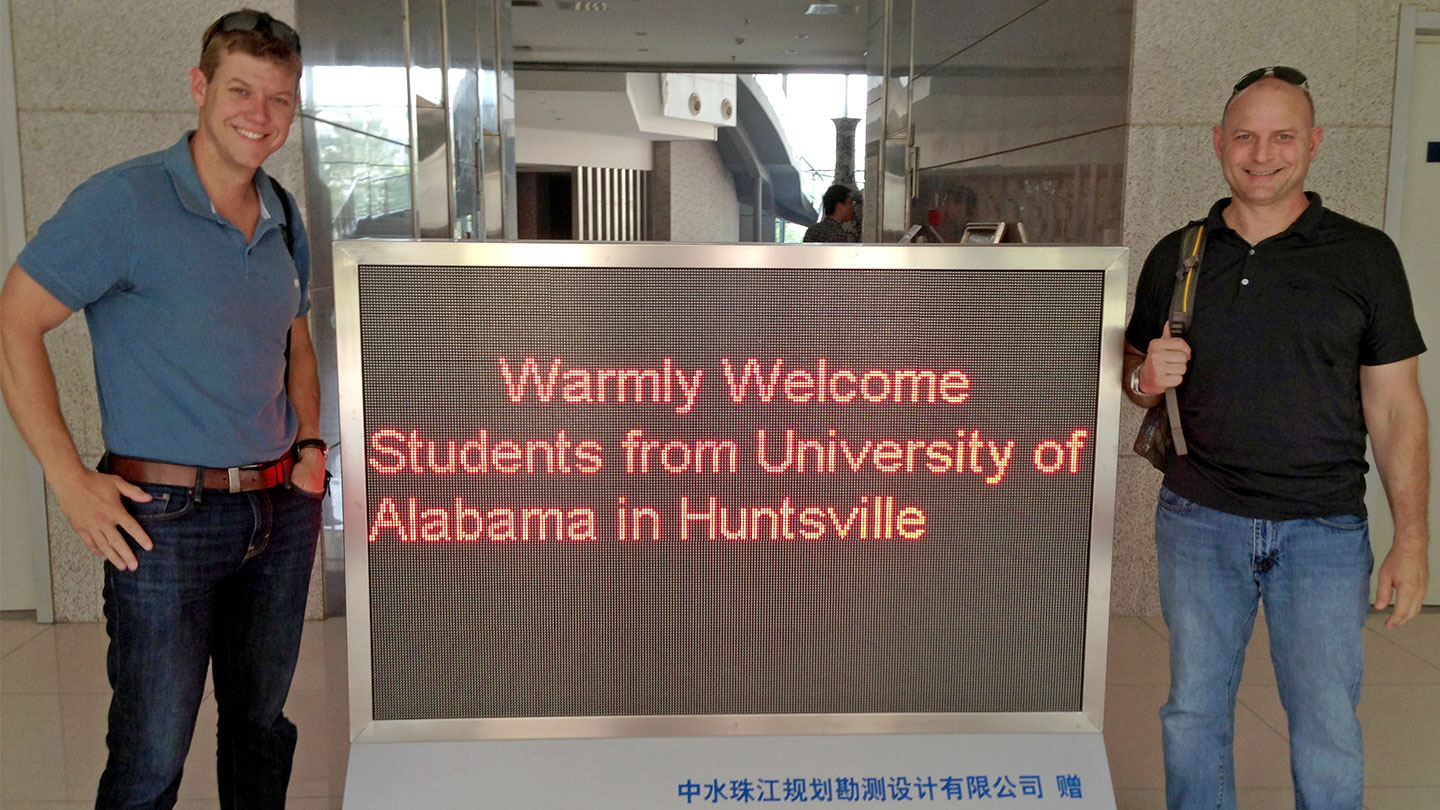 Warmly Welcome
Students from University of
Alabama in Huntsville
中水珠江规划勘测设计有限公司 赠